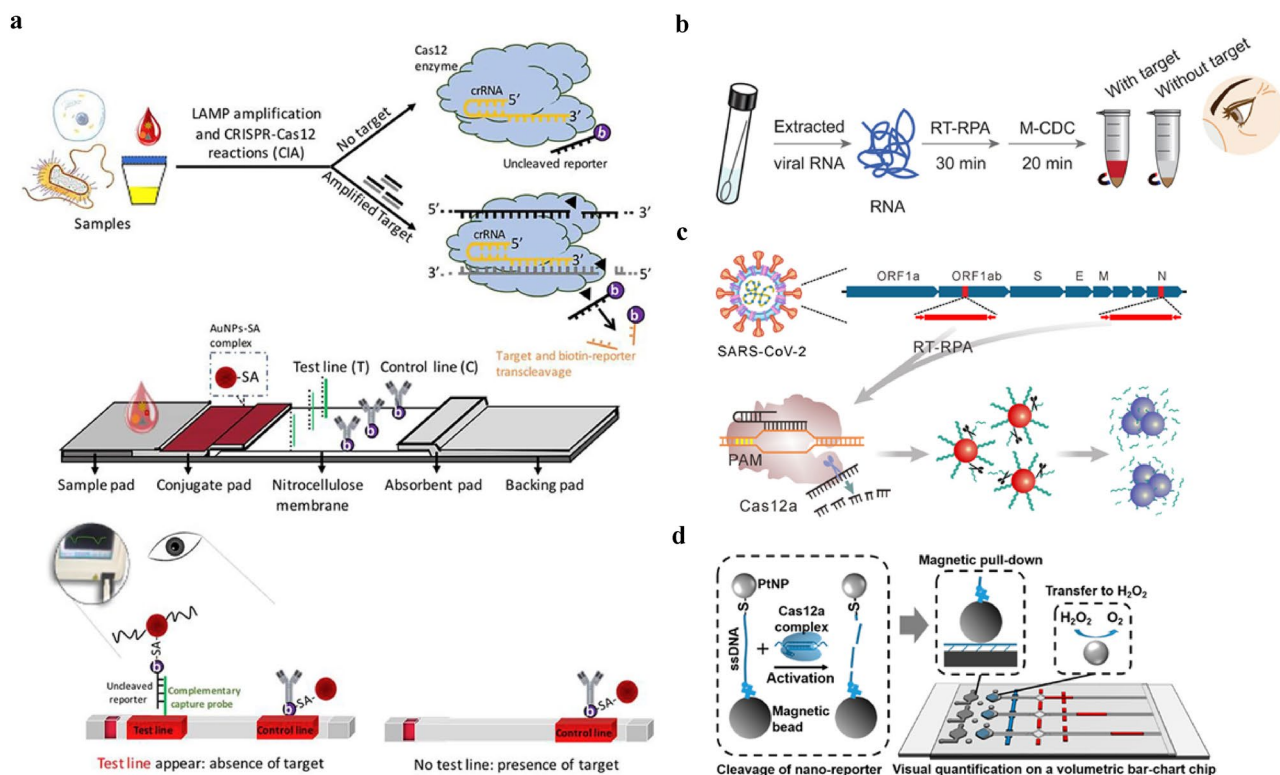 a
Cas12
enzyme
crRNA
5′
3′
b
Uncleaved reporter
LAMP amplification
and CRISPR-Cas12
reactions (CIA)
No target
Amplified Target
Samples
5′
3′
crRNA
5′
3′
3′
5′
b
b
Target and biotin-reporter
transcleavage
AuNPs-SA
complex
-SA
Test line (T)
Control line (C)
b
b
b
Sample pad
Conjugate pad
Nitrocellulose
membrane
Absorbent pad
Backing pad
-SA-
b
Uncleaved
reporter
Complementary
capture probe
b
-SA-
b
-SA-
Test line
Control line
Control line
Test line appear: absence of target
No test line: presence of target
b
Extracted
viral RNA
RNA
RT-RPA
30 min
M-CDC
20 min
With target
Without target
c
SARS-CoV-2
ORF1a
ORF1ab
S
E
M
N
RT-RPA
PAM
Cas12a
d
PtNP
S
S
ssDNA
+
Cas12a
complex
Activation
Magnetic
bead
Cleavage of nano-reporter
Magnetic pull-down
Transfer to H₂O₂
H₂O₂
O₂
Visual quantification on a volumetric bar-chart chip